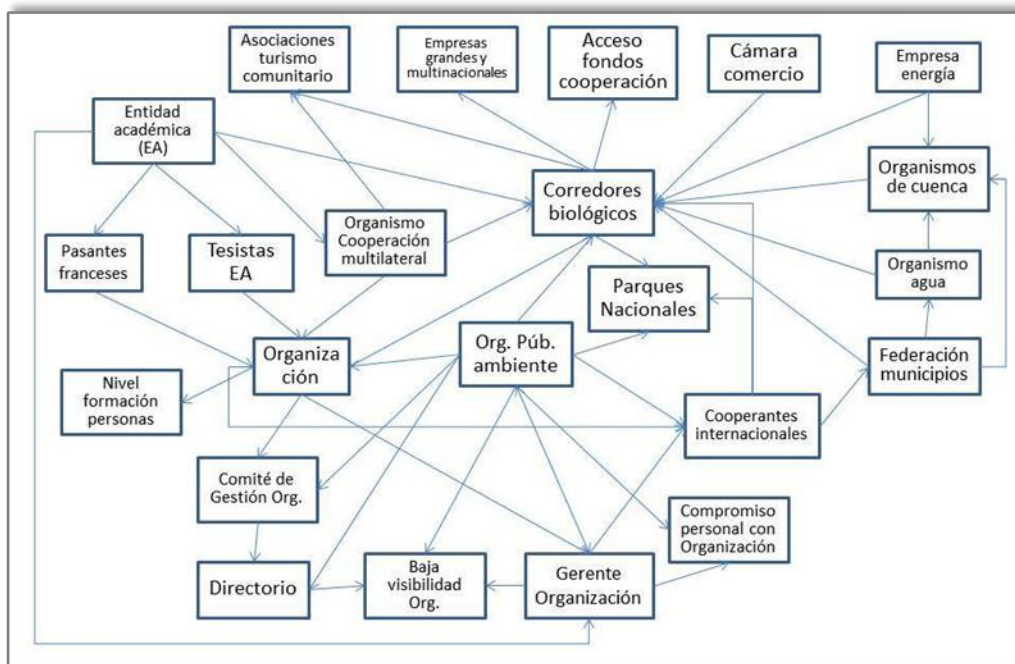 Asociaciones
turismo
comunitario
Empresas
grandes y
multinacionales
Acceso
fondos
cooperación
Cámara
comercio
Empresa
energía
Entidad
académica
(EA)
Corredores
biológicos
Organismos
de cuenca
Pasantes
franceses
Tesistas
EA
Organismo
Cooperación
multilateral
Parques
Nacionales
Organismo
agua
Organiza
ción
Org. Púb.
ambiente
Federación
municipios
Nivel
formación
personas
Cooperantes
internacionales
Comité de
Gestión Org.
Compromiso
personal con
Organización
Directorio
Baja
visibilidad
Org.
Gerente
Organización